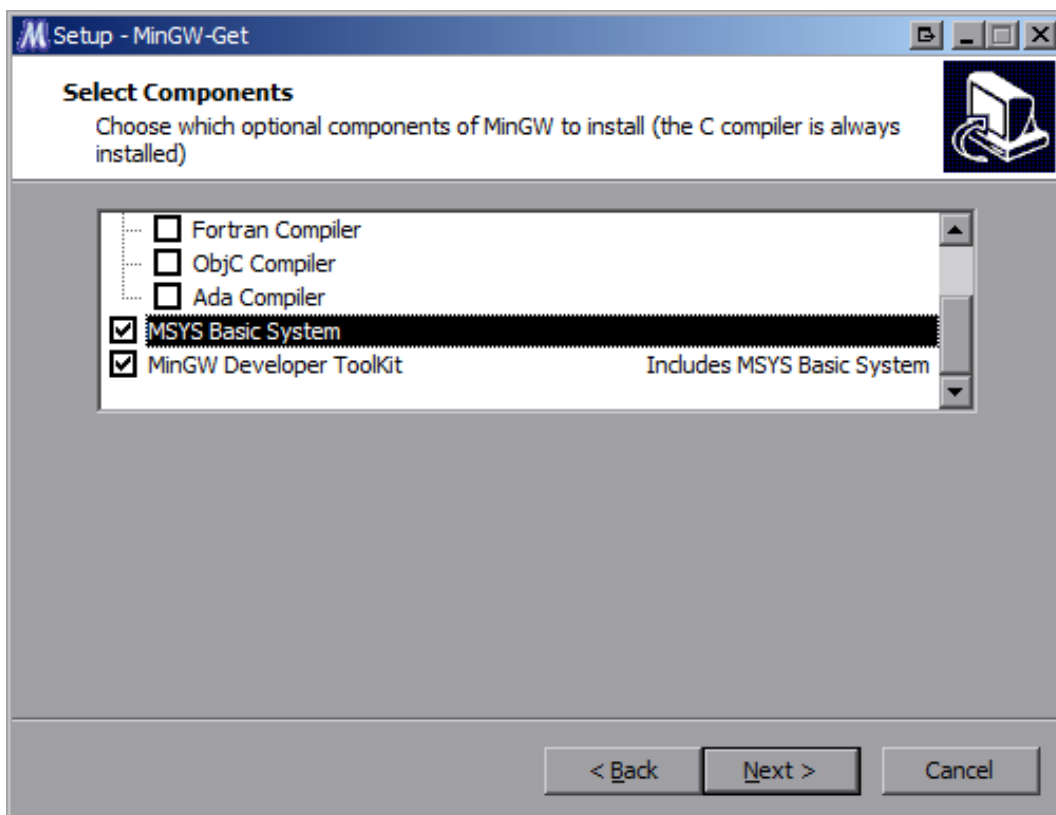 Setup - MinGW-Get
Select Components
Choose which optional components of MinGW to install (the C compiler is always
installed)
Fortran Compiler
ObjC Compiler
Ada Compiler
MSYS Basic System
MinGW Developer ToolKit Includes MSYS Basic System
< Back Next > Cancel